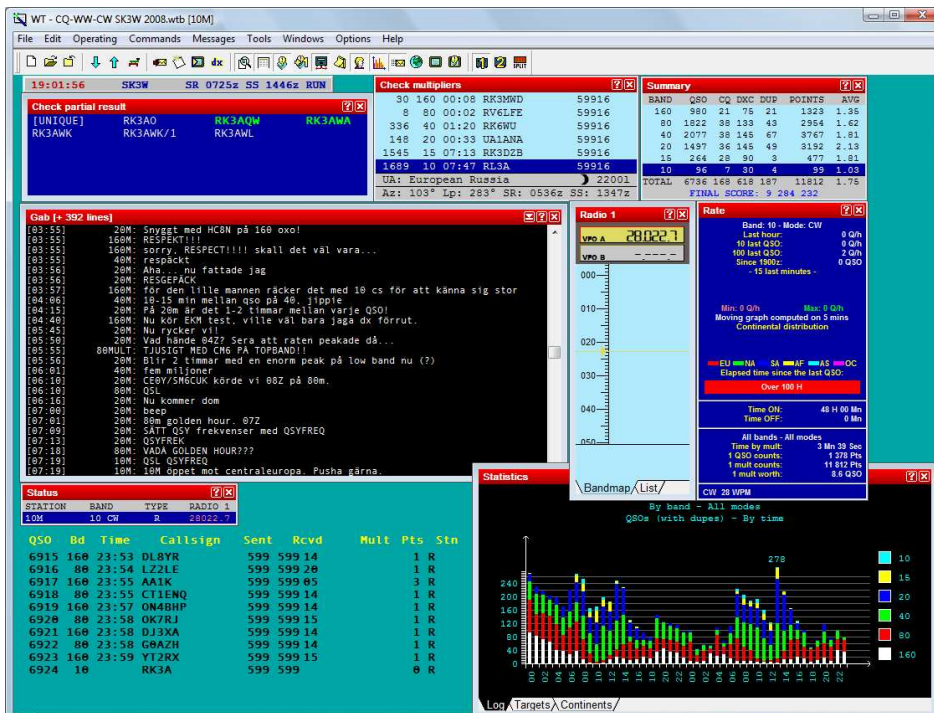 WT - CQ-WW-CW SK3W 2008.wtb [10M]
File Edit Operating Commands Messages Tools Windows Options Help
dx
SPLIT
19:01:56 SK3W SR 0725z SS 1446z RUN
Check partial result
[UNIQUE] RK3AO RK3AQW RK3AWA
RK3AWK RK3AWK/1 RK3AWL
Check multipliers
30 160 00:08 RK3MWD 59916
8 80 00:02 RV6LFE 59916
336 40 01:20 RK6WU 59916
148 20 00:33 UA1ANA 59916
1545 15 07:13 RK3DZB 59916
1689 10 07:47 RL3A 59916
UA: European Russia 22001
Az: 103° Lp: 283° SR: 0536z SS: 1347z
Summary
BAND QSO CQ DXC DUP POINTS AVG
160 980 21 75 21 1323 1.35
80 1822 38 133 43 2954 1.62
40 2077 38 145 67 3767 1.81
20 1497 36 145 49 3192 2.13
15 264 28 90 3 477 1.81
10 96 7 30 4 99 1.03
TOTAL 6736 168 618 187 11812 1.75
FINAL SCORE: 9 284 232
Gab [+ 392 lines]
[03:55] 20M: Snyggt med HC8N på 160 oxo!
[03:55] 160M: RESPEKT!!!
[03:55] 160M: sorry, RESPECT!!!! skall det väl vara...
[03:55] 40M: respäckt
[03:56] 20M: Aha... nu fattade jag
[03:56] 20M: RESGEPÄCK
[03:57] 160M: för den lille mannen räcker det med 10 cs för att känna sig stor
[04:06] 40M: 10-15 min mellan qso på 40, jippie
[04:15] 20M: På 20m är det 1-2 timmar mellan varje QSO!
[04:40] 160M: Nu kör EKM test, ville väl bara jaga dx förrut.
[05:45] 20M: Nu rycker vi!
[05:50] 20M: Vad hände 04Z? Sera att raten peakade då...
[05:55] 80MULT: TJUSIGT MED CM6 PÅ TOPBAND!!
[05:56] 20M: Blir 2 timmar med en enorm peak på low band nu (?)
[06:01] 40M: fem miljoner
[06:10] 20M: CE0Y/SM6CUK körde vi 08Z på 80m.
[06:10] 80M: QSL
[06:16] 20M: Nu kommer dom
[07:00] 20M: beep
[07:01] 20M: 80m golden hour. 07Z
[07:09] 20M: SÄTT QSY frekvenser med QSYFREQ
[07:13] 20M: QSYFREK
[07:18] 80M: VADÅ GOLDEN HOUR???
[07:19] 10M: QSL QSYFREQ
[07:19] 10M: 10M öppet mot centraleuropa. Pusha gärna.
Radio 1
VFO A 28022.7
VFO B --.---.-
000
010
020
030
040
050
Bandmap List
Rate
Band: 10 - Mode: CW
Last hour: 0 Q/h
10 last QSO: 0 Q/h
100 last QSO: 2 Q/h
Since 1900z: 0 QSO
- 15 last minutes -
Min: 0 Q/h Max: 0 Q/h
Moving graph computed on 5 mins
Continental distribution
EU NA SA AF AS OC
Elapsed time since the last QSO:
Over 100 H
Time ON: 48 H 00 Mn
Time OFF: 0 Mn
All bands - All modes
Time by mult: 3 Mn 39 Sec
1 QSO counts: 1 378 Pts
1 mult counts: 11 812 Pts
1 mult worth: 8.6 QSO
CW 28 WPM
Status
STATION BAND TYPE RADIO 1
10M 10 CW R 28022.7
QSO Bd Time Callsign Sent Rcvd Mult Pts Stn
6915 160 23:53 DL8YR 599 599 14 1 R
6916 80 23:54 LZ2LE 599 599 20 1 R
6917 160 23:55 AA1K 599 599 05 3 R
6918 80 23:55 CT1ENQ 599 599 14 1 R
6919 160 23:57 ON4BHP 599 599 14 1 R
6920 80 23:58 OK7RJ 599 599 15 1 R
6921 160 23:58 DJ3XA 599 599 14 1 R
6922 80 23:58 G0AZH 599 599 14 1 R
6923 160 23:59 YT2RX 599 599 15 1 R
6924 10 RK3A 599 599 0 R
Statistics
By band - All modes
QSOs (with dupes) - By time
278
240
200
160
120
80
40
0
00 02 04 06 08 10 12 14 16 18 20 22 00 02 04 06 08 10 12 14 16 18 20 22
10
15
20
40
80
160
Log Targets Continents